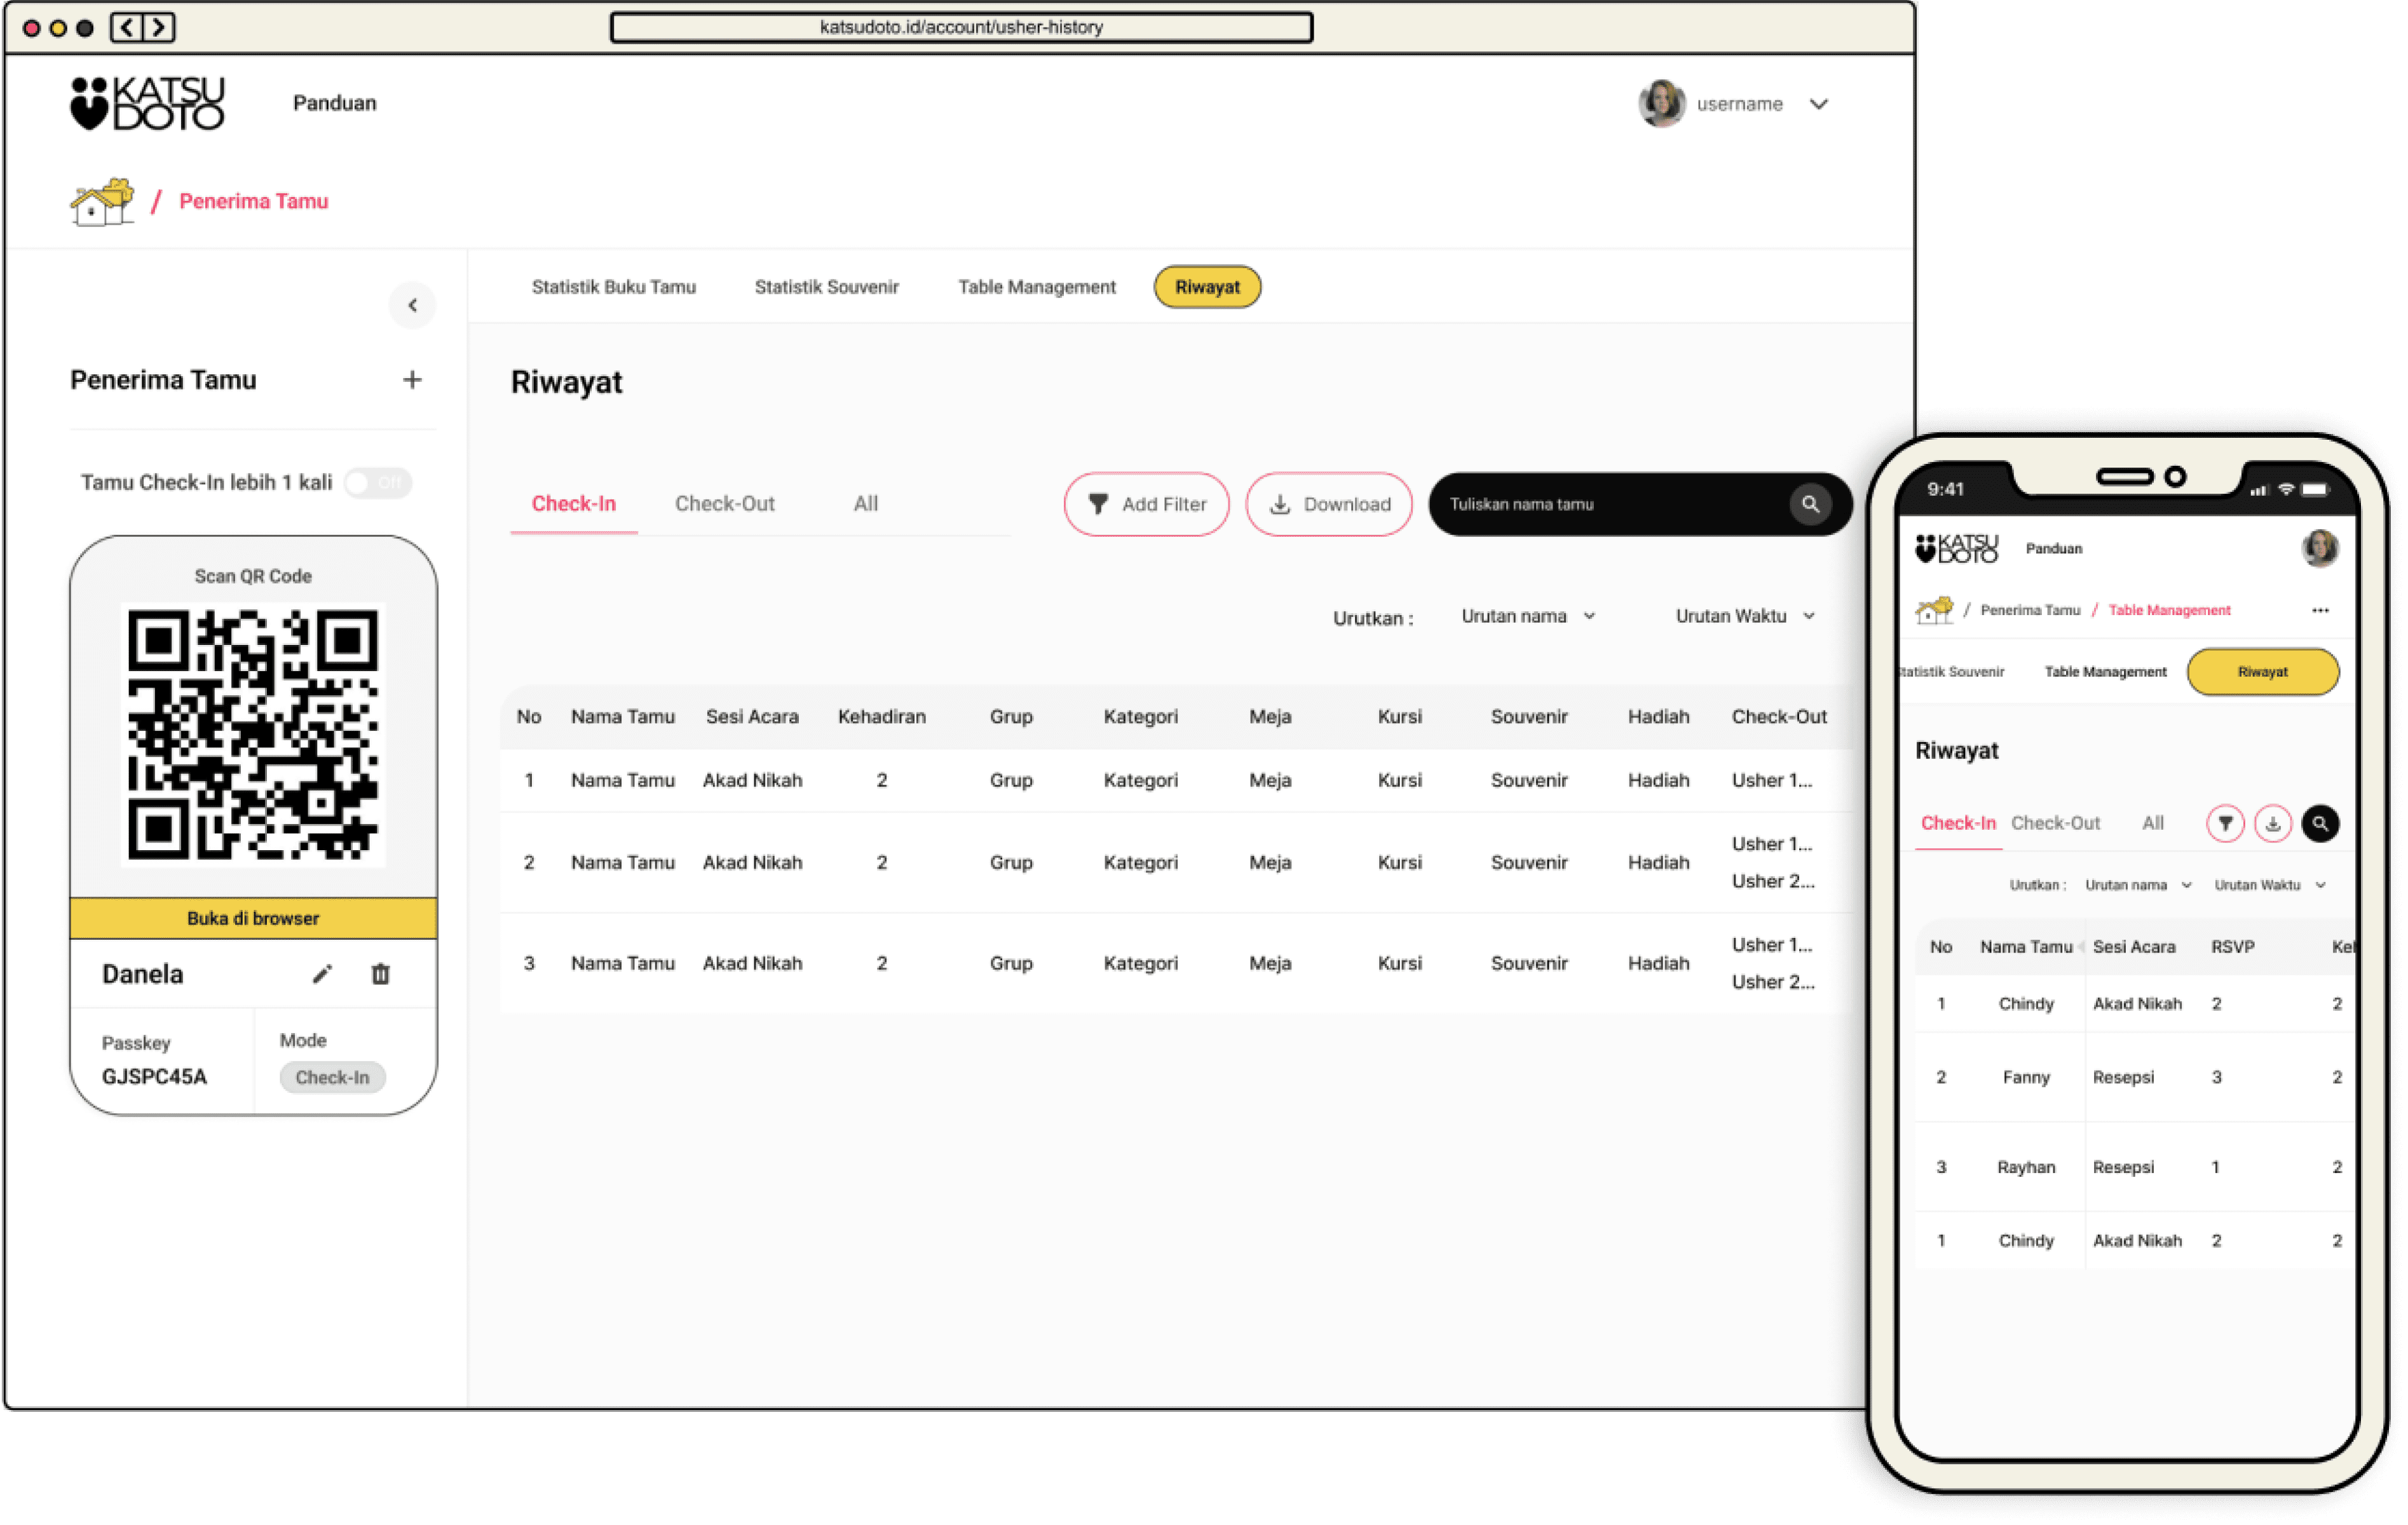 katsudoto.id/account/usher-history
KATSU
DOTO
Panduan
username
/ Penerima Tamu
Statistik Buku Tamu Statistik Souvenir Table Management Riwayat
Penerima Tamu +
Tamu Check-In lebih 1 kali Off
Scan QR Code
Buka di browser
Danela
Passkey
GJSPC45A
Mode
Check-In
Riwayat
Check-In Check-Out All Add Filter Download Tuliskan nama tamu
Urutkan : Urutan nama Urutan Waktu
No Nama Tamu Sesi Acara Kehadiran Grup Kategori Meja Kursi Souvenir Hadiah Check-Out
1 Nama Tamu Akad Nikah 2 Grup Kategori Meja Kursi Souvenir Hadiah Usher 1...
2 Nama Tamu Akad Nikah 2 Grup Kategori Meja Kursi Souvenir Hadiah Usher 1...
Usher 2...
3 Nama Tamu Akad Nikah 2 Grup Kategori Meja Kursi Souvenir Hadiah Usher 1...
Usher 2...
9:41
KATSU
DOTO
Panduan
/ Penerima Tamu / Table Management ...
tatistik Souvenir Table Management Riwayat
Riwayat
Check-In Check-Out All
Urutkan : Urutan nama Urutan Waktu
No Nama Tamu Sesi Acara RSVP Keh
1 Chindy Akad Nikah 2 2
2 Fanny Resepsi 3 2
3 Rayhan Resepsi 1 2
1 Chindy Akad Nikah 2 2